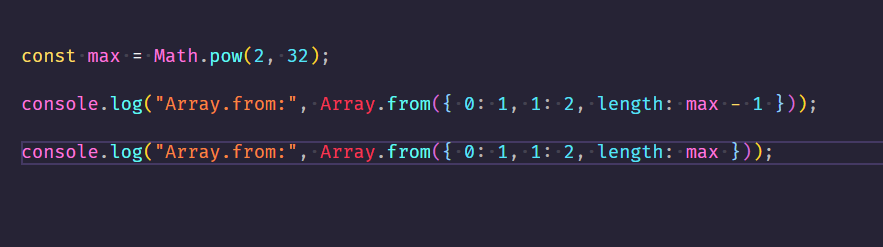 const max = Math.pow(2, 32);
console.log("Array.from:", Array.from({ 0: 1, 1: 2, length: max - 1 }));
console.log("Array.from:", Array.from({ 0: 1, 1: 2, length: max }));